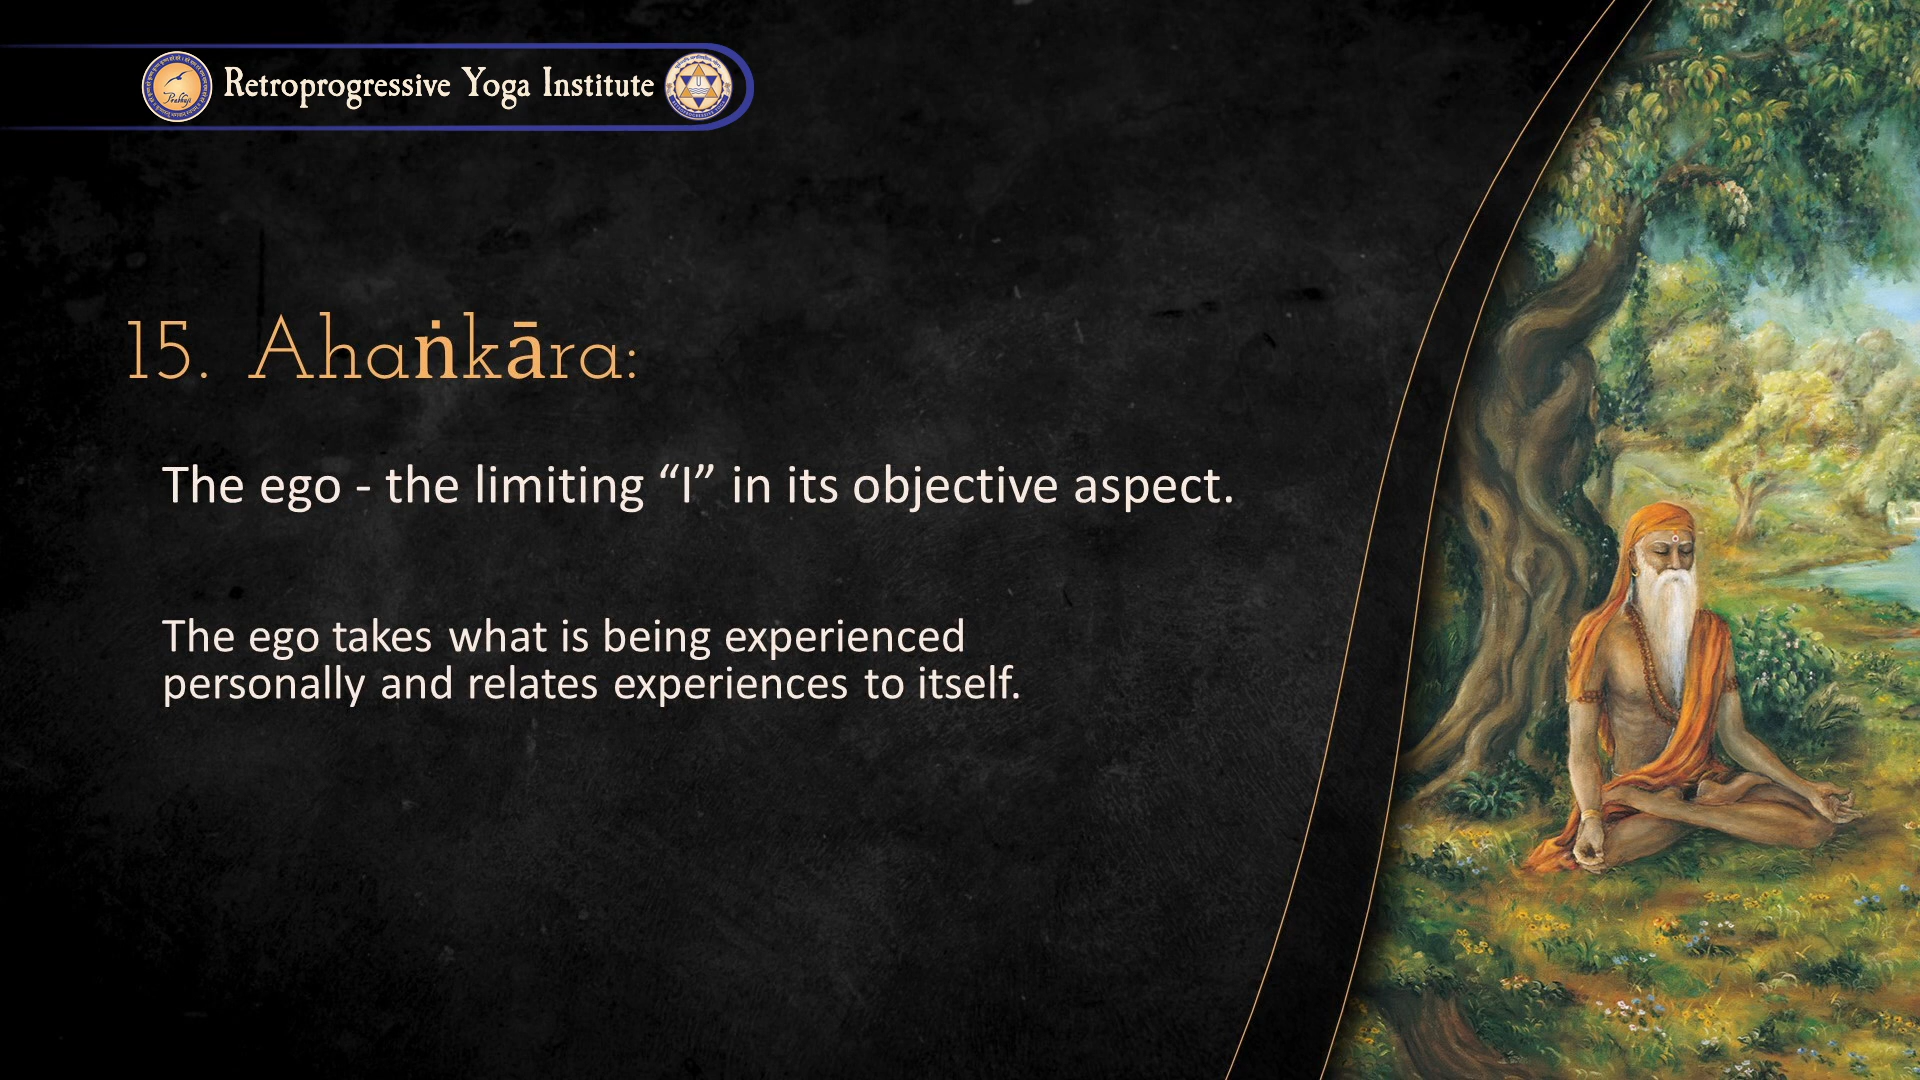 Prabhuji
Retroprogressive Yoga Institute
15. Ahaṅkāra:
The ego - the limiting “I” in its objective aspect.
The ego takes what is being experienced
personally and relates experiences to itself.